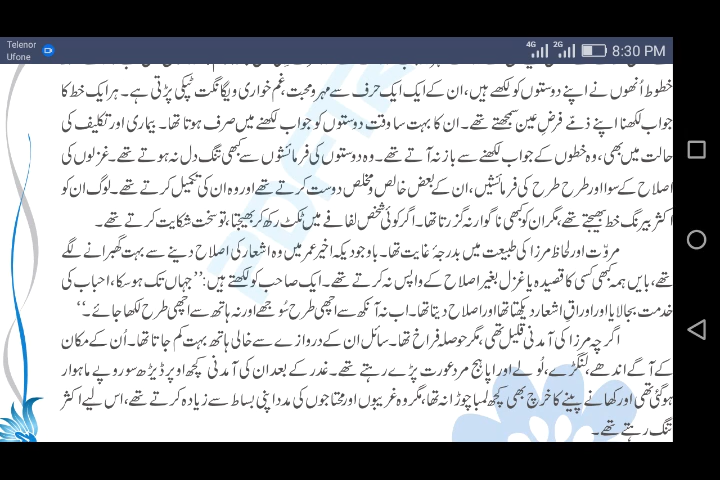 Telenor
Ufone
4G 2G 8:30 PM
خطوط اُنھوں نے اپنے دوستوں کو لکھے ہیں، ان کے ایک ایک حرف سے مہر و محبت، غم خواری و یگانگت ٹپکی پڑتی ہے۔ ہر ایک خط کا
جواب لکھنا اپنے ذمے فرضِ عین سمجھتے تھے۔ ان کا بہت سا وقت دوستوں کو جواب لکھنے میں صرف ہوتا تھا۔ بیماری اور تکلیف کی
حالت میں بھی، وہ خطوں کے جواب لکھنے سے باز نہ آتے تھے۔ وہ دوستوں کی فرمائشوں سے کبھی تنگ دل نہ ہوتے تھے۔ غزلوں کی
اصلاح کے سوا اور طرح طرح کی فرمائشیں، ان کے بعض خالص و مخلص دوست کرتے تھے اور وہ ان کی تکمیل کرتے تھے۔ لوگ ان کو
اکثر بیرنگ خط بھیجتے تھے، مگر ان کو کبھی ناگوار نہ گزرتا تھا۔ اگر کوئی شخص لفافے میں ٹکٹ رکھ کر بھیجتا، تو سخت شکایت کرتے تھے۔
مروّت اور لحاظ مرزا کی طبیعت میں بدرجۂ غایت تھا۔ باوجودیکہ اخیر عمر میں وہ اشعار کی اصلاح دینے سے بہت گھبرانے لگے
تھے، بایں ہمہ کبھی کسی کا قصیدہ یا غزل بغیر اصلاح کے واپس نہ کرتے تھے۔ ایک صاحب کو لکھتے ہیں: ’’جہاں تک ہو سکا، احباب کی
خدمت بجا لایا اور اوراقِ اشعار دیکھتا تھا اور اصلاح دیتا تھا۔ اب نہ آنکھ سے اچھی طرح سُوجھے اور نہ ہاتھ سے اچھی طرح لکھا جائے۔‘‘
اگرچہ مرزا کی آمدنی قلیل تھی، مگر حوصلہ فراخ تھا۔ سائل ان کے دروازے سے خالی ہاتھ بہت کم جاتا تھا۔ اُن کے مکان
کے آگے اندھے، لنگڑے، لُولے اور اپاہج مرد عورت پڑے رہتے تھے۔ غدر کے بعد ان کی آمدنی کچھ اوپر ڈیڑھ سو روپے ماہوار
ہو گئی تھی اور کھانے پینے کا خرچ بھی کچھ لمبا چوڑا نہ تھا، مگر وہ غریبوں اور محتاجوں کی مدد اپنی بساط سے زیادہ کرتے تھے، اس لیے اکثر
تنگ رہتے تھے۔